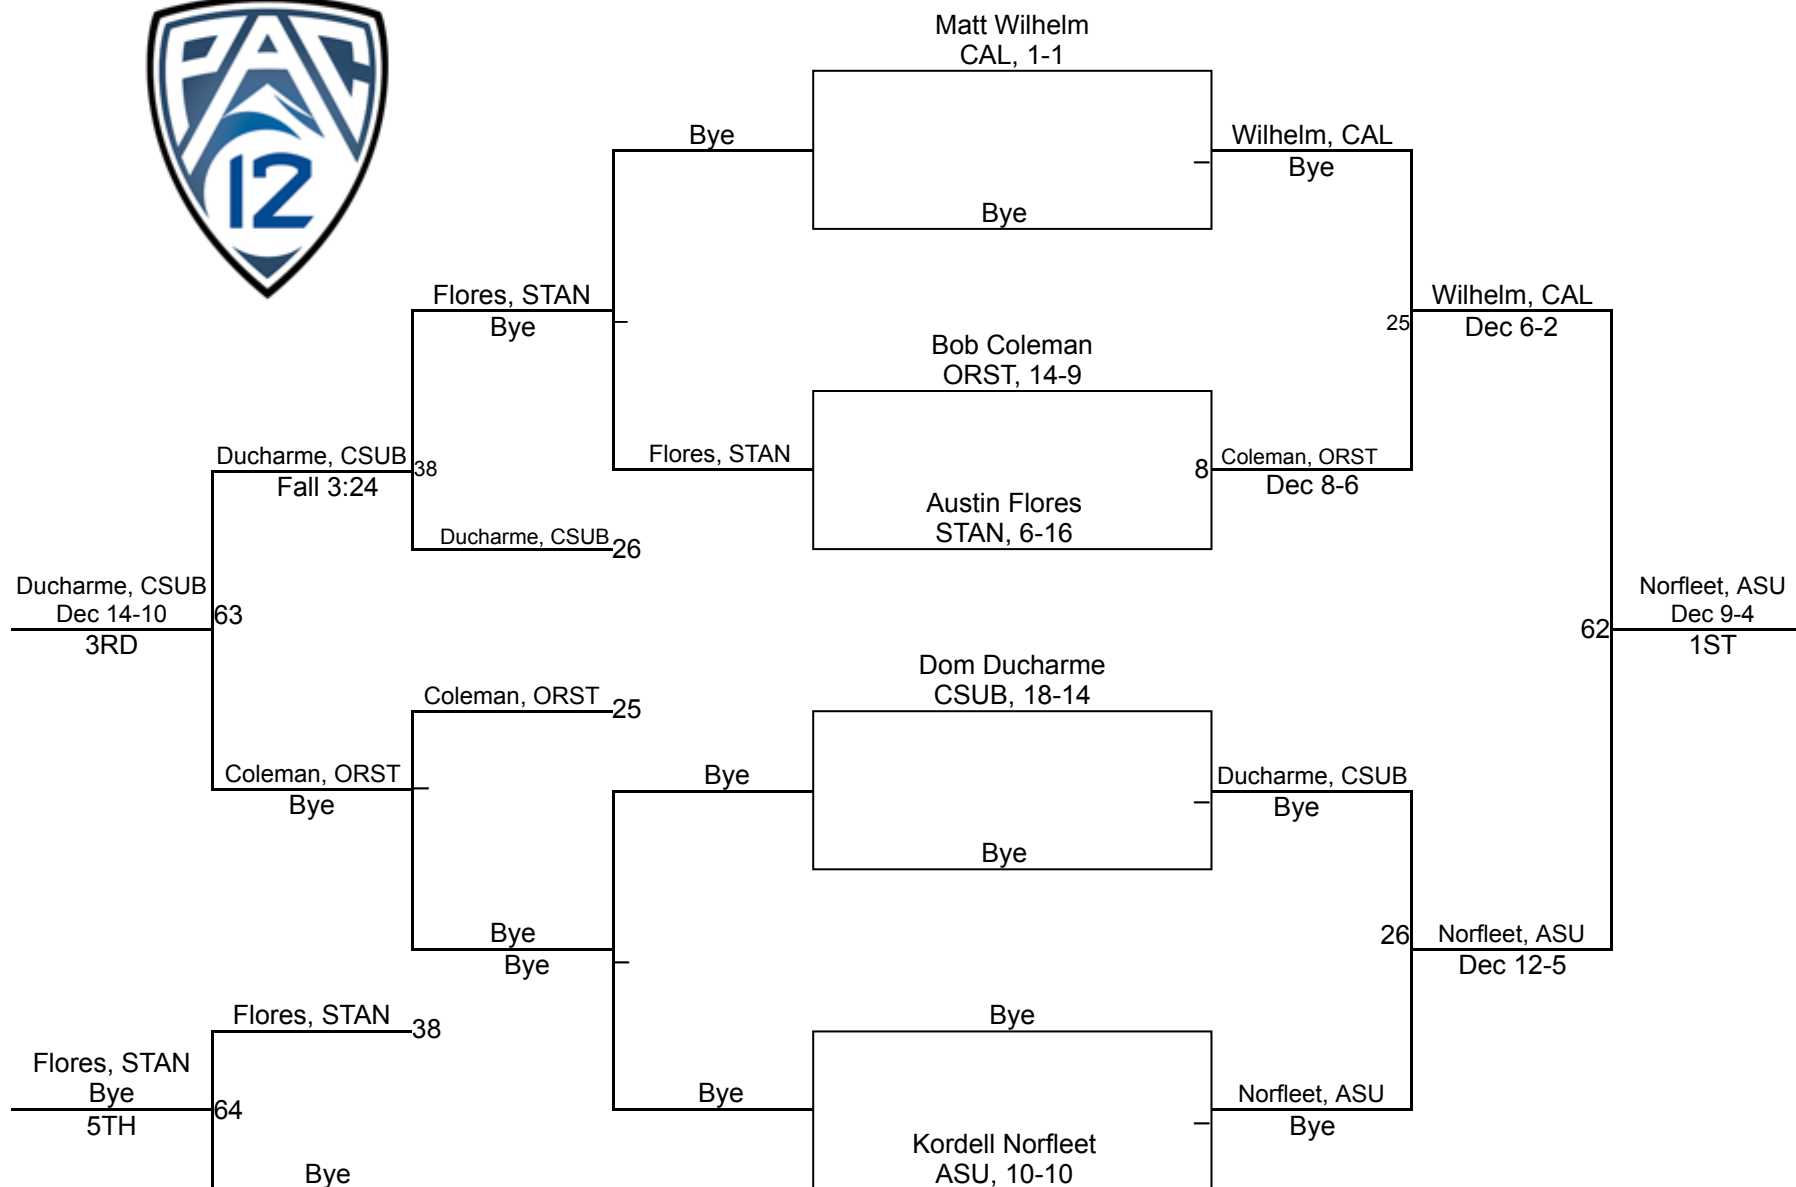 PAC
12
Matt Wilhelm
CAL, 1-1
Bye
Wilhelm, CAL
Bye
Bye
Flores, STAN
Bye
Wilhelm, CAL
25
Dec 6-2
Bob Coleman
ORST, 14-9
Ducharme, CSUB
38
Fall 3:24
Flores, STAN
8
Coleman, ORST
Dec 8-6
Austin Flores
STAN, 6-16
Ducharme, CSUB
26
Ducharme, CSUB
Dec 14-10
63
3RD
Norfleet, ASU
Dec 9-4
62
1ST
Dom Ducharme
CSUB, 18-14
Coleman, ORST
25
Coleman, ORST
Bye
Bye
Ducharme, CSUB
Bye
Bye
Bye
Bye
26
Norfleet, ASU
Dec 12-5
Flores, STAN
38
Bye
Flores, STAN
Bye
64
5TH
Bye
Norfleet, ASU
Bye
Kordell Norfleet
ASU, 10-10
Bye